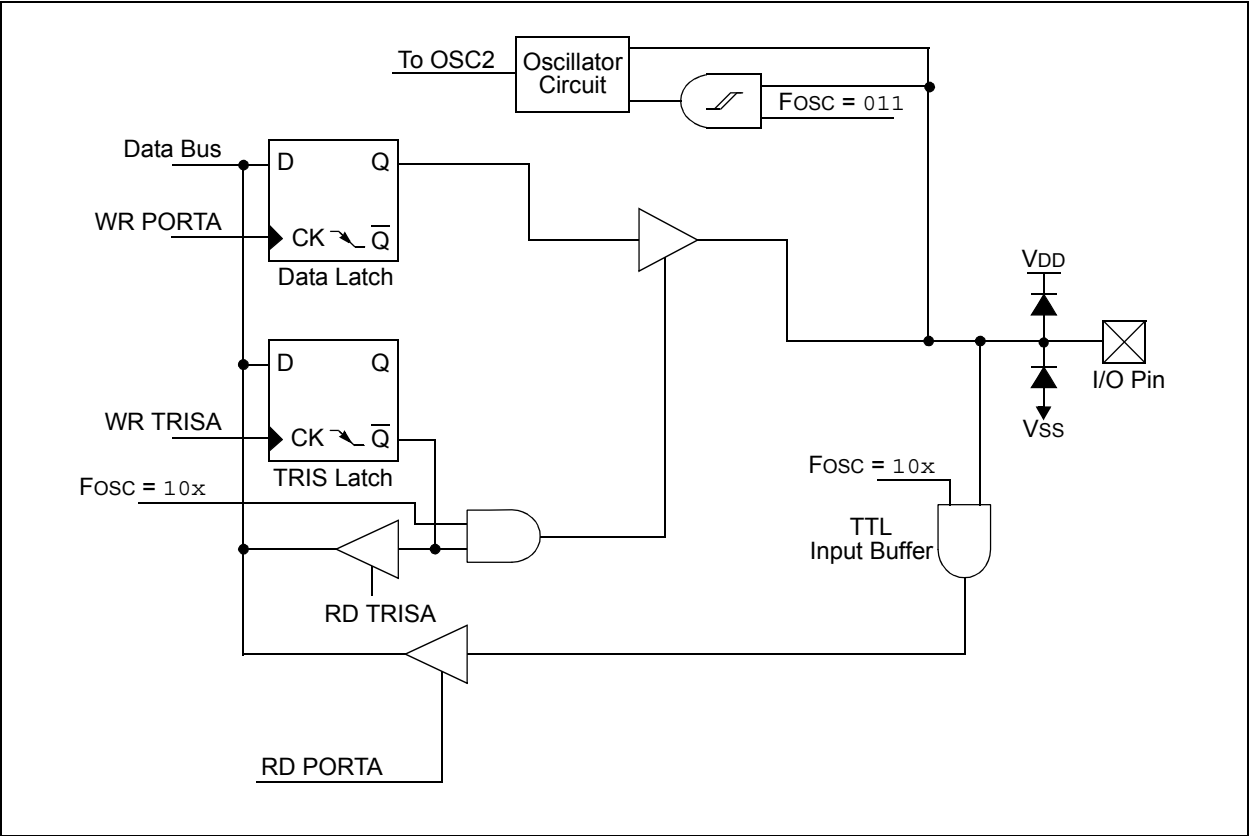 To OSC2
Oscillator
Circuit
FOSC = 011
Data Bus
D
Q
WR PORTA
CK
Q
Data Latch
VDD
I/O Pin
VSS
D
Q
WR TRISA
CK
Q
TRIS Latch
FOSC = 10x
FOSC = 10x
TTL
Input Buffer
RD TRISA
RD PORTA